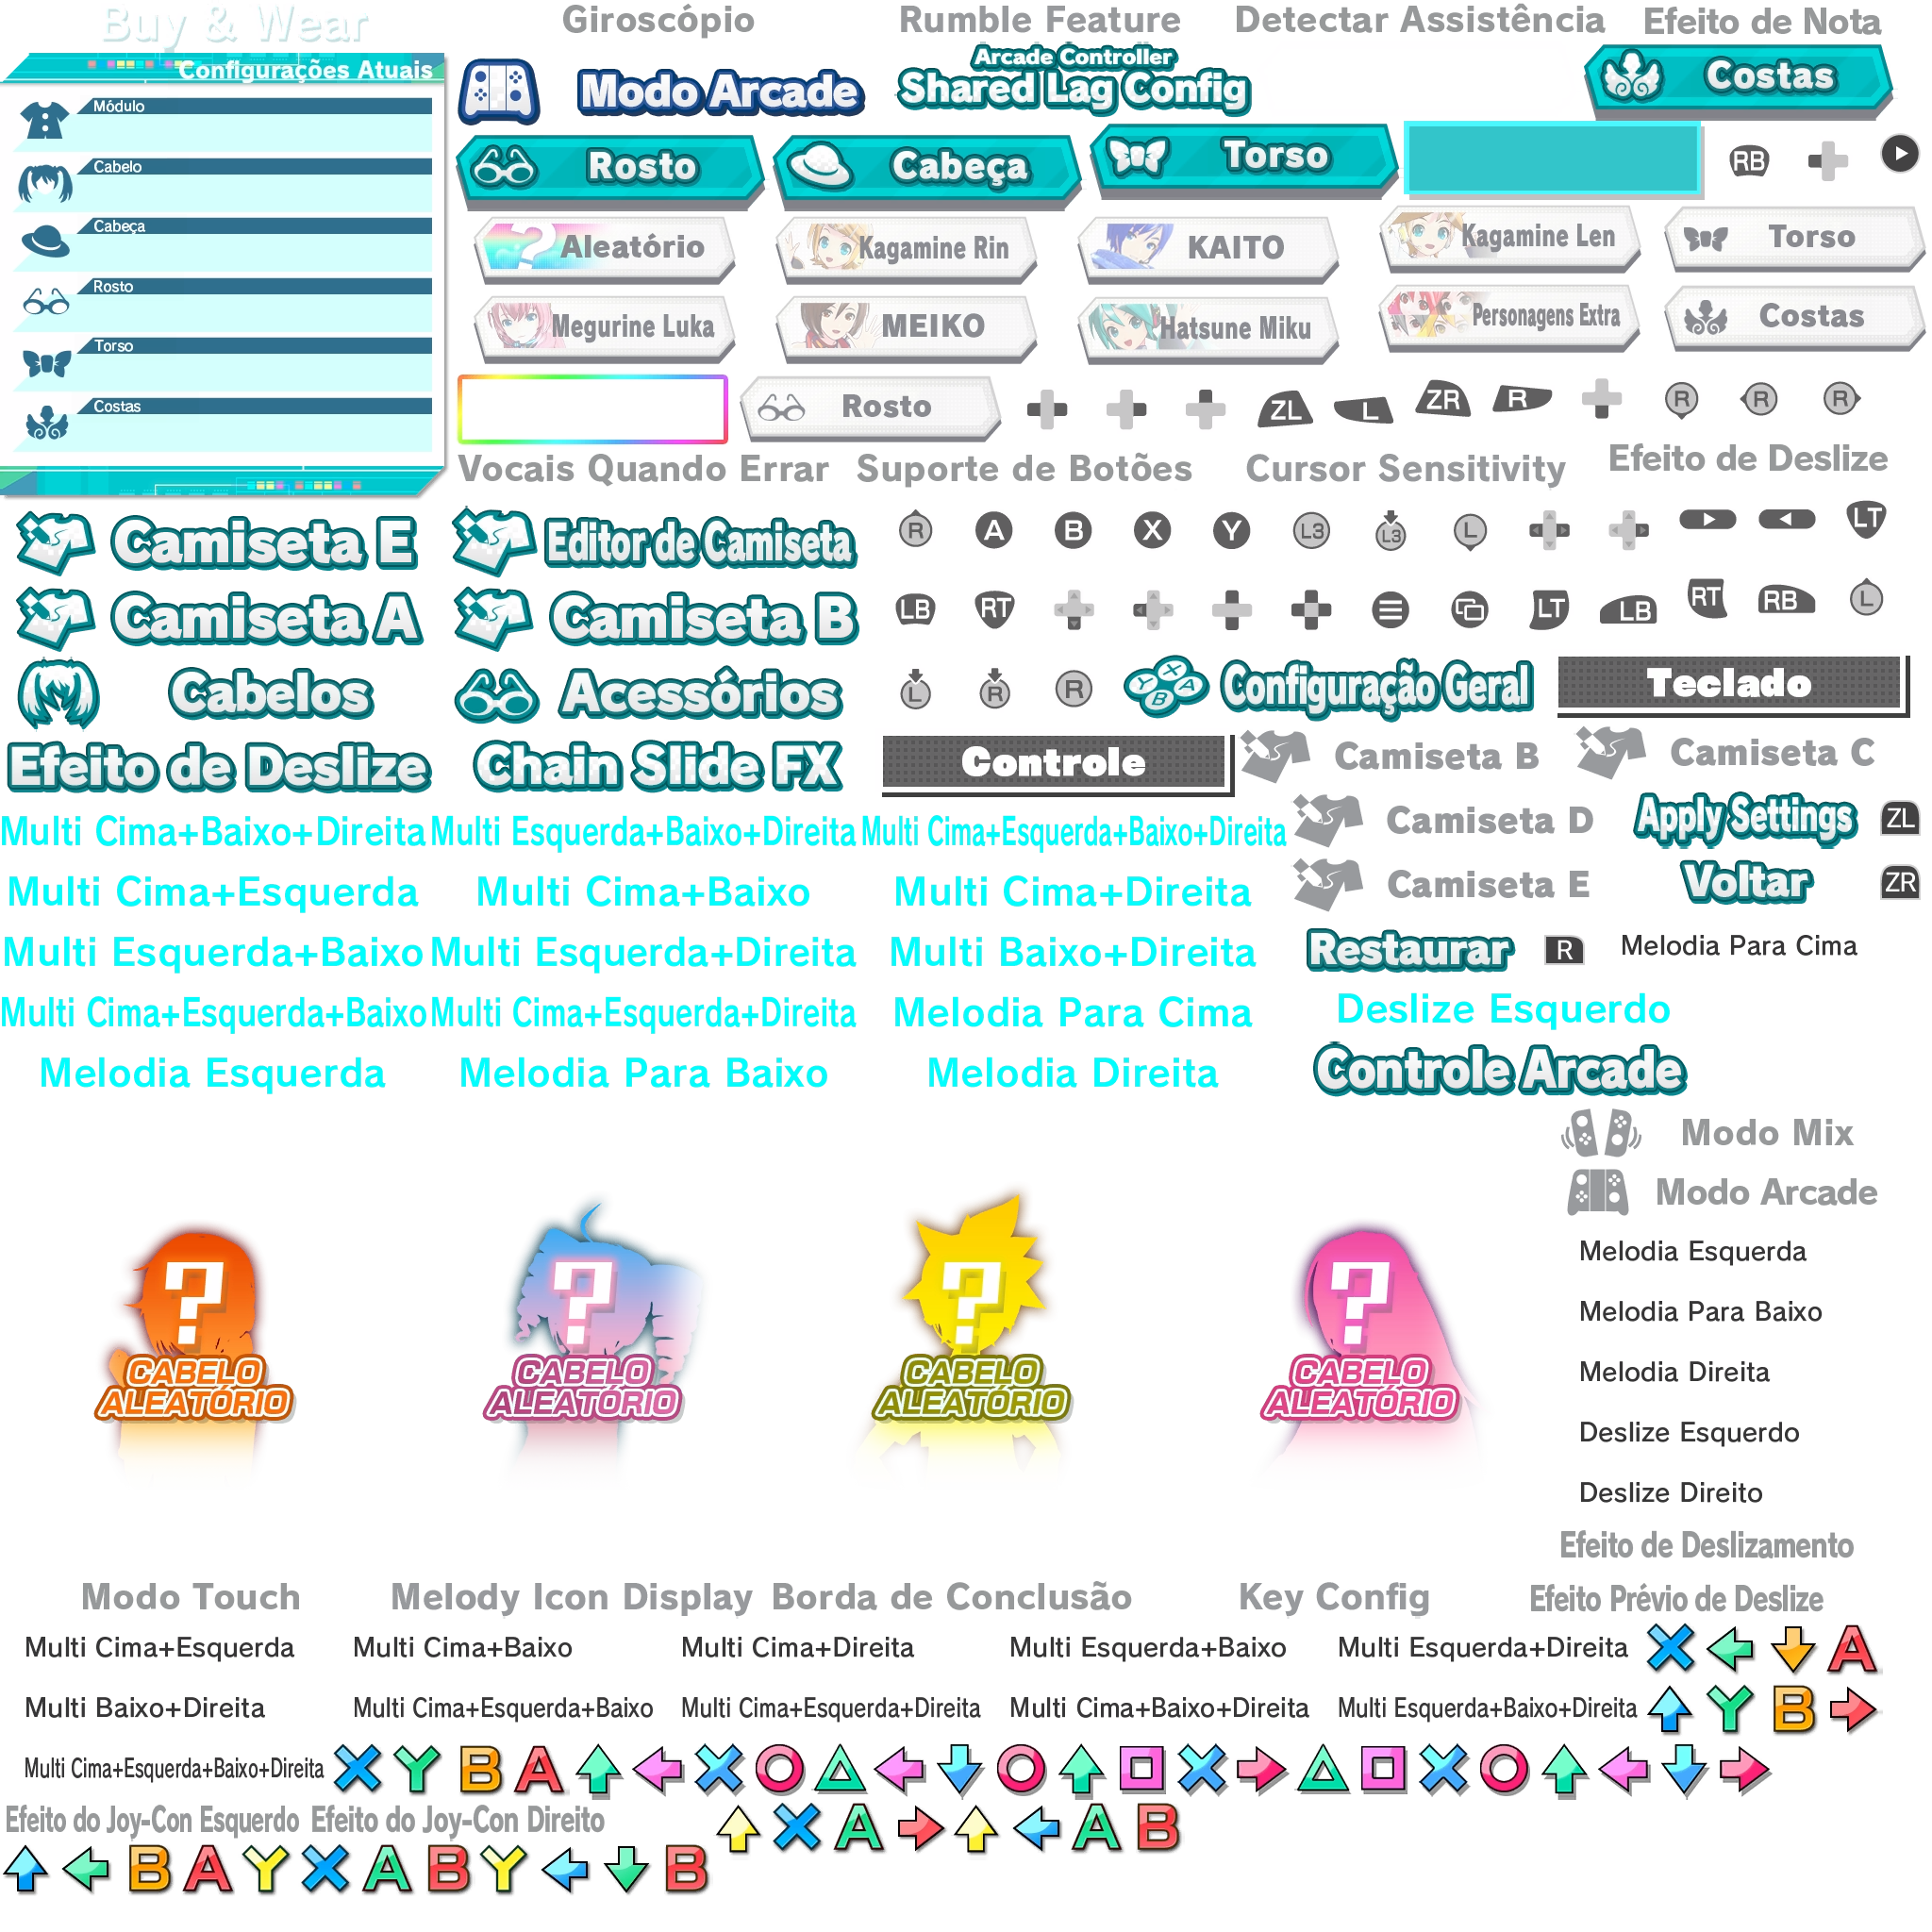 Buy & Wear
Giroscópio
Rumble Feature
Detectar Assistência
Efeito de Nota
Configurações Atuais
Módulo
Cabelo
Cabeça
Rosto
Torso
Costas
Modo Arcade
Arcade Controller
Shared Lag Config
Costas
Rosto
Cabeça
Torso
RB
Aleatório
Kagamine Rin
KAITO
Kagamine Len
Torso
Megurine Luka
MEIKO
Hatsune Miku
Personagens Extra
Costas
Rosto
ZL
L
ZR
R
R
R
R
Vocais Quando Errar
Suporte de Botões
Cursor Sensitivity
Efeito de Deslize
Camiseta E
Editor de Camiseta
R
A
B
X
Y
L3
L3
L
LT
Camiseta A
Camiseta B
LB
RT
LT
LB
RT
RB
L
Cabelos
Acessórios
L
R
R
Y
X
B
A
Configuração Geral
Teclado
Efeito de Deslize
Chain Slide FX
Controle
Camiseta B
Camiseta C
Multi Cima+Baixo+Direita
Multi Esquerda+Baixo+Direita
Multi Cima+Esquerda+Baixo+Direita
Camiseta D
Apply Settings
ZL
Multi Cima+Esquerda
Multi Cima+Baixo
Multi Cima+Direita
Camiseta E
Voltar
ZR
Multi Esquerda+Baixo
Multi Esquerda+Direita
Multi Baixo+Direita
Restaurar
R
Melodia Para Cima
Multi Cima+Esquerda+Baixo
Multi Cima+Esquerda+Direita
Melodia Para Cima
Deslize Esquerdo
Melodia Esquerda
Melodia Para Baixo
Melodia Direita
Controle Arcade
Modo Mix
Modo Arcade
Melodia Esquerda
Melodia Para Baixo
Melodia Direita
Deslize Esquerdo
Deslize Direito
?
CABELO
ALEATÓRIO
?
CABELO
ALEATÓRIO
?
CABELO
ALEATÓRIO
?
CABELO
ALEATÓRIO
Efeito de Deslizamento
Modo Touch
Melody Icon Display
Borda de Conclusão
Key Config
Efeito Prévio de Deslize
Multi Cima+Esquerda
Multi Cima+Baixo
Multi Cima+Direita
Multi Esquerda+Baixo
Multi Esquerda+Direita
X
A
Multi Baixo+Direita
Multi Cima+Esquerda+Baixo
Multi Cima+Esquerda+Direita
Multi Cima+Baixo+Direita
Multi Esquerda+Baixo+Direita
Y
B
Multi Cima+Esquerda+Baixo+Direita
X Y B A
Efeito do Joy-Con Esquerdo
Efeito do Joy-Con Direito
X A
A B
B A Y X A B Y
B